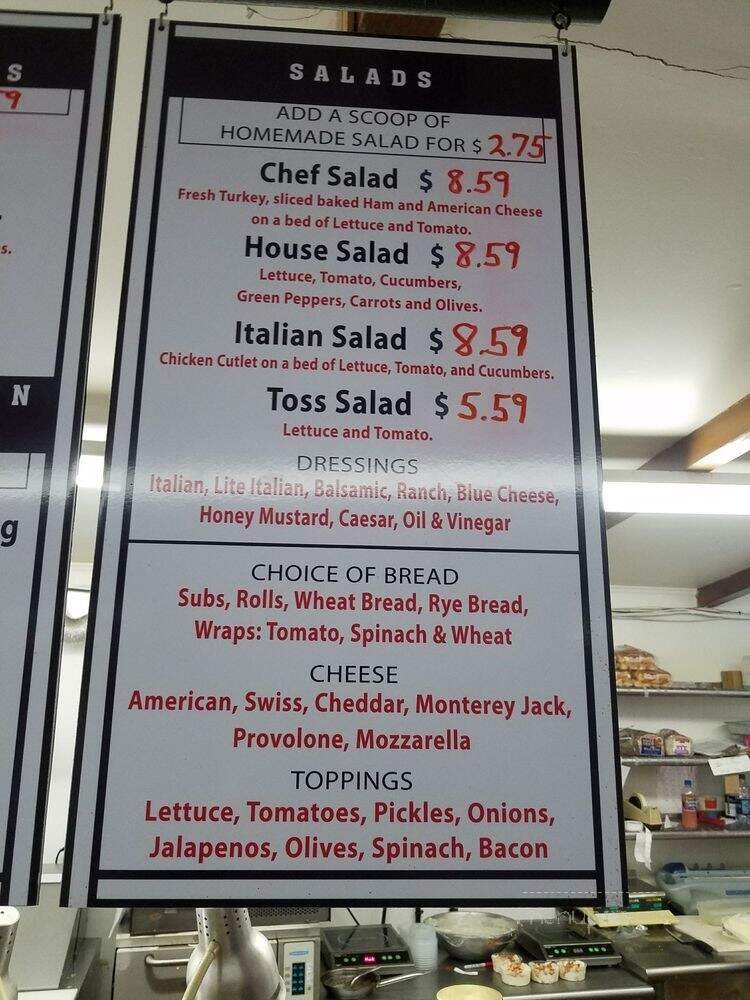 S
9
s.
N
g
SALADS
ADD A SCOOP OF
HOMEMADE SALAD FOR $ 2.75
Chef Salad $ 8.59
Fresh Turkey, sliced baked Ham and American Cheese
on a bed of Lettuce and Tomato.
House Salad $ 8.59
Lettuce, Tomato, Cucumbers,
Green Peppers, Carrots and Olives.
Italian Salad $ 8.59
Chicken Cutlet on a bed of Lettuce, Tomato, and Cucumbers.
Toss Salad $ 5.59
Lettuce and Tomato.
DRESSINGS
Italian, Lite Italian, Balsamic, Ranch, Blue Cheese,
Honey Mustard, Caesar, Oil & Vinegar
CHOICE OF BREAD
Subs, Rolls, Wheat Bread, Rye Bread,
Wraps: Tomato, Spinach & Wheat
CHEESE
American, Swiss, Cheddar, Monterey Jack,
Provolone, Mozzarella
TOPPINGS
Lettuce, Tomatoes, Pickles, Onions,
Jalapenos, Olives, Spinach, Bacon